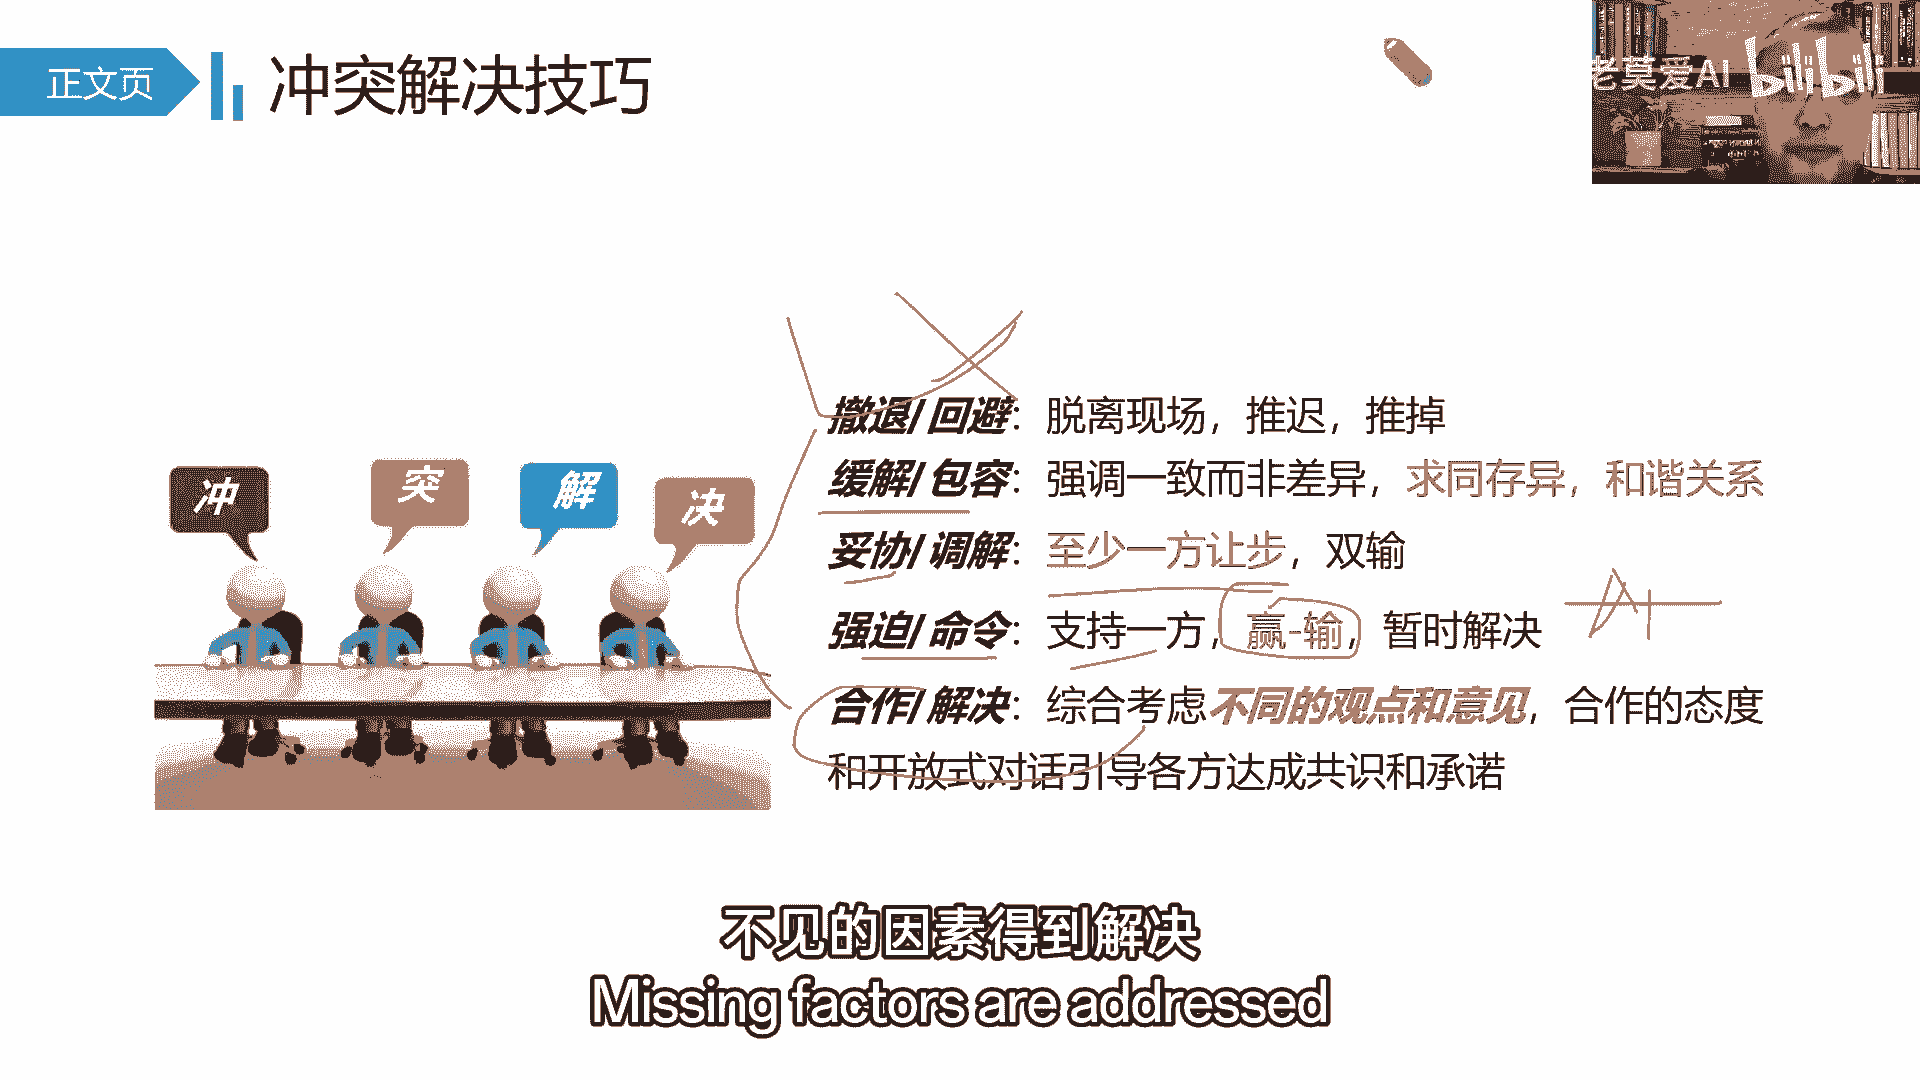 正文页
冲突解决技巧
老莫爱AI bilibili
撤退/ 回避：脱离现场，推迟，推掉
缓解/ 包容：强调一致而非差异，求同存异，和谐关系
妥协/ 调解：至少一方让步，双输
强迫/ 命令：支持一方，赢-输，暂时解决
合作/ 解决：综合考虑不同的观点和意见，合作的态度
和开放式对话引导各方达成共识和承诺
冲
突
解
决
不见的因素得到解决
Missing factors are addressed